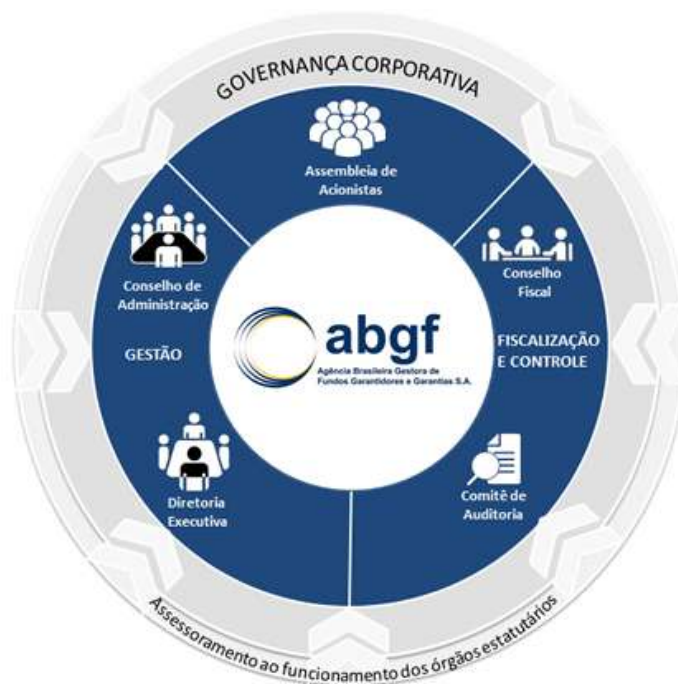 GOVERNANÇA CORPORATIVA
Assembleia de
Acionistas
Conselho de
Administração
GESTÃO
Diretoria
Executiva
abgf
Agência Brasileira Gestora de
Fundos Garantidores e Garantias S.A.
Conselho
Fiscal
FISCALIZAÇÃO
E CONTROLE
Comitê de
Auditoria
Assessoramento ao funcionamento dos órgãos estatutários